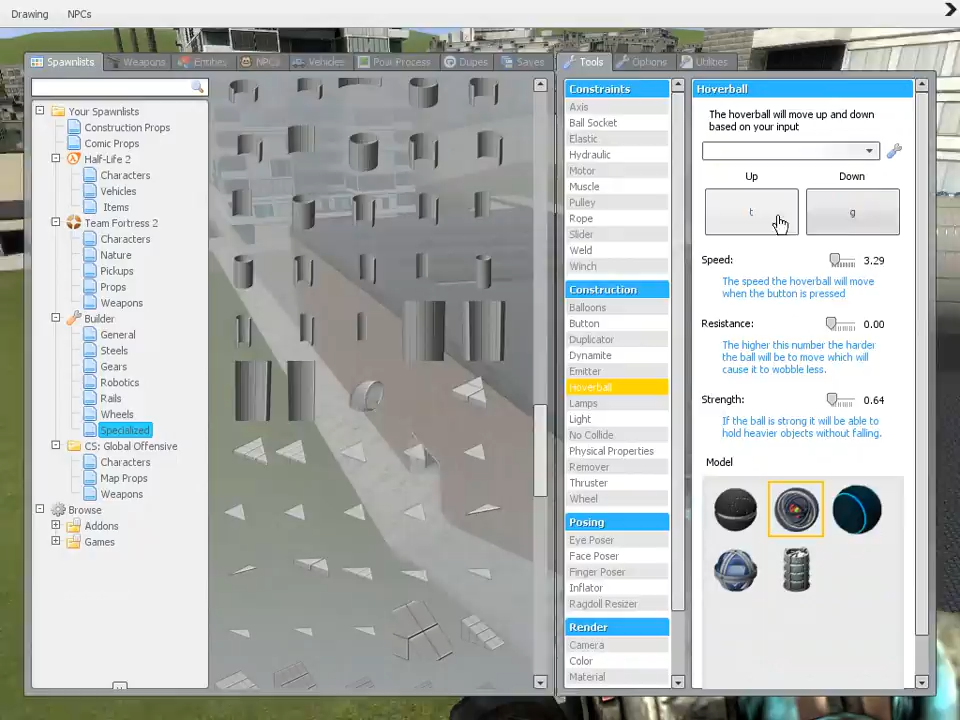 Drawing NPCs
Spawnlists Weapons Entities NPCs Vehicles Post Process Dupes Saves
Tools Options Utilities
Your Spawnlists
Construction Props
Comic Props
Half-Life 2
Characters
Vehicles
Items
Team Fortress 2
Characters
Nature
Pickups
Props
Weapons
Builder
General
Steels
Gears
Robotics
Rails
Wheels
Specialized
CS: Global Offensive
Characters
Map Props
Weapons
Browse
Addons
Games
Constraints
Axis
Ball Socket
Elastic
Hydraulic
Motor
Muscle
Pulley
Rope
Slider
Weld
Winch
Construction
Balloons
Button
Duplicator
Dynamite
Emitter
Hoverball
Lamps
Light
No Collide
Physical Properties
Remover
Thruster
Wheel
Posing
Eye Poser
Face Poser
Finger Poser
Inflator
Ragdoll Resizer
Render
Camera
Color
Material
Hoverball
The hoverball will move up and down
based on your input
Up Down
t g
Speed: 3.29
The speed the hoverball will move
when the button is pressed
Resistance: 0.00
The higher this number the harder
the ball will be to move which will
cause it to wobble less.
Strength: 0.64
If the ball is strong it will be able to
hold heavier objects without falling.
Model